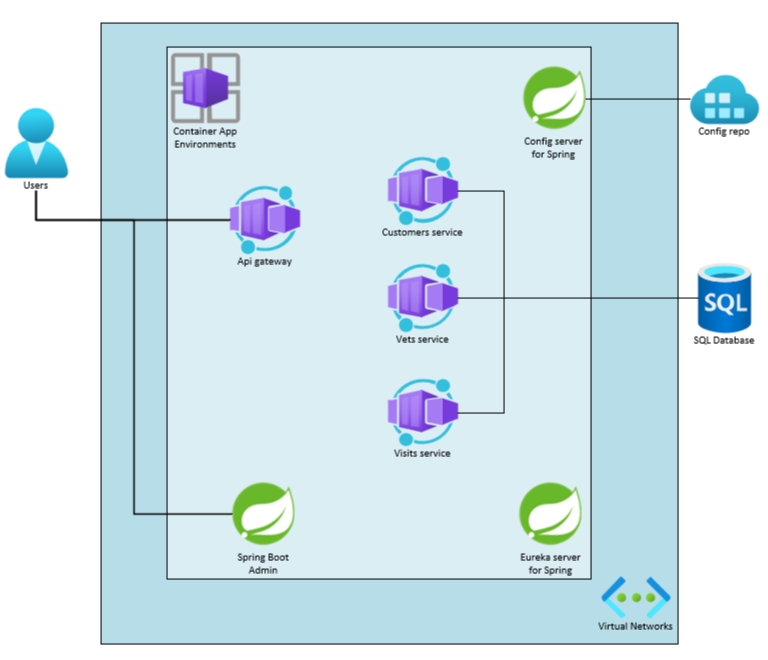 Container App
Environments
Config server
for Spring
Config repo
Users
Customers service
Api gateway
SQL
SQL Database
Vets service
Visits service
Spring Boot
Admin
Eureka server
for Spring
Virtual Networks